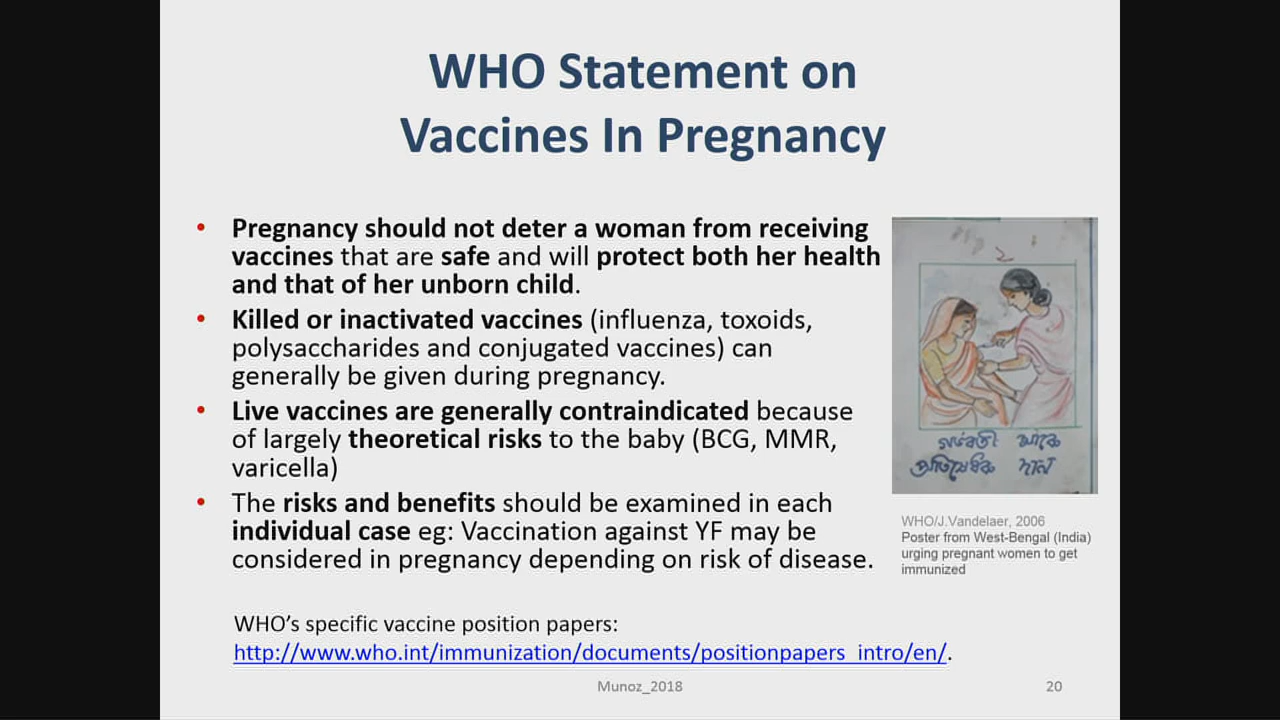 WHO Statement on
Vaccines In Pregnancy
• Pregnancy should not deter a woman from receiving
vaccines that are safe and will protect both her health
and that of her unborn child.
• Killed or inactivated vaccines (influenza, toxoids,
polysaccharides and conjugated vaccines) can
generally be given during pregnancy.
• Live vaccines are generally contraindicated because
of largely theoretical risks to the baby (BCG, MMR,
varicella)
• The risks and benefits should be examined in each
individual case eg: Vaccination against YF may be
considered in pregnancy depending on risk of disease.
২
গর্ভবতী মাকে
প্রতিষেধক দান
WHO/J.Vandelaer, 2006
Poster from West-Bengal (India)
urging pregnant women to get
immunized
WHO’s specific vaccine position papers:
http://www.who.int/immunization/documents/positionpapers_intro/en/.
Munoz_2018
20